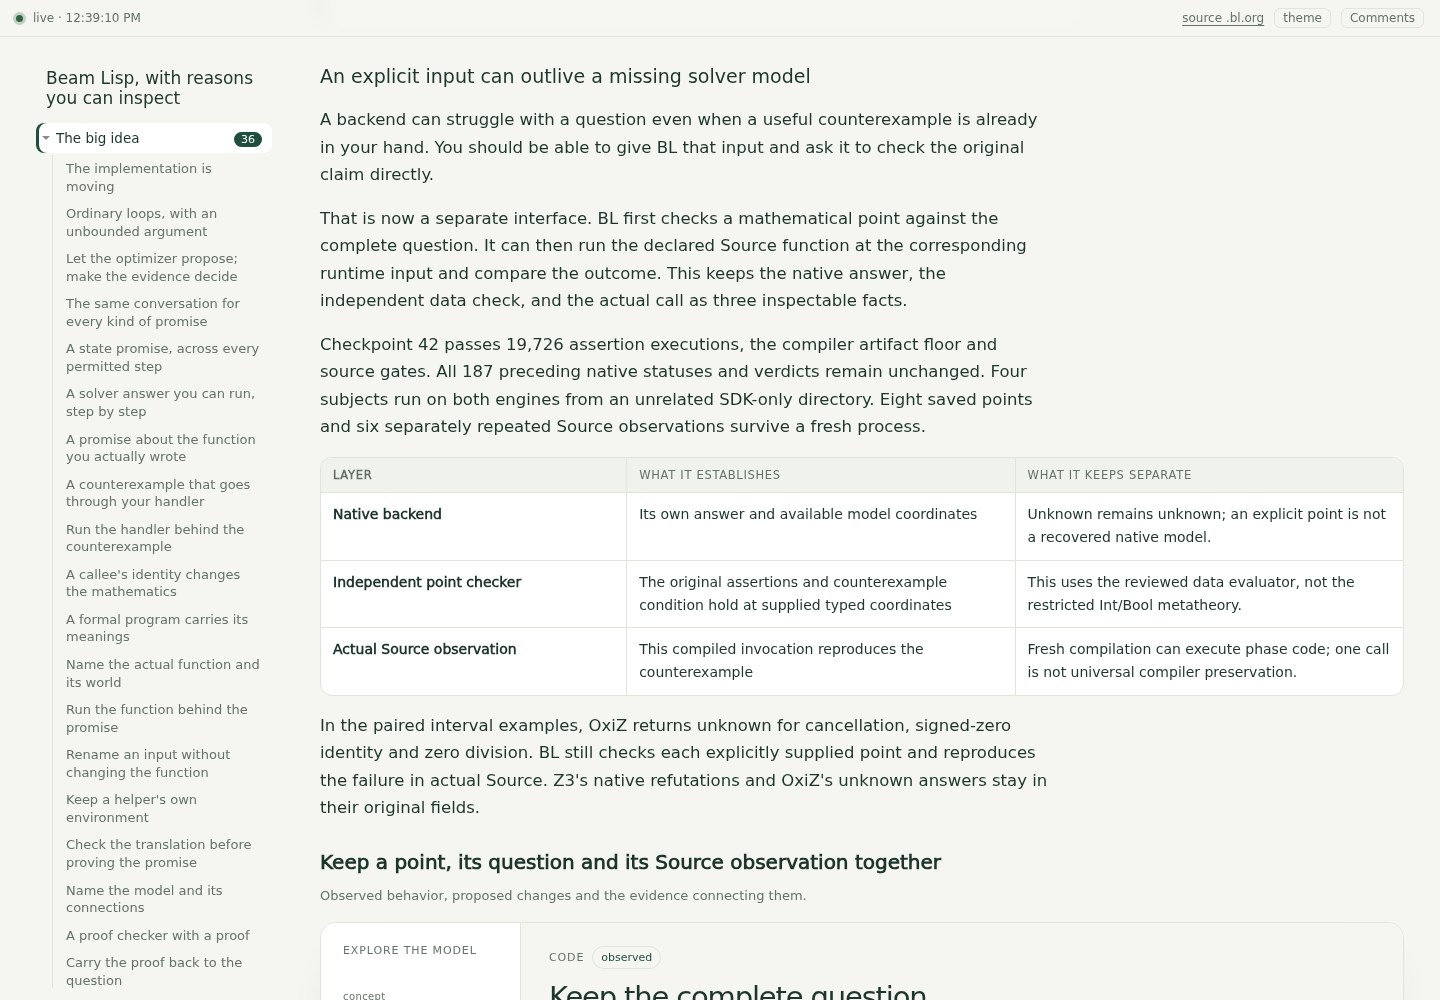 live · 12:39:10 PM
source .bl.org
theme
Comments
Beam Lisp, with reasons
you can inspect
The big idea
36
The implementation is
moving
Ordinary loops, with an
unbounded argument
Let the optimizer propose;
make the evidence decide
The same conversation for
every kind of promise
A state promise, across every
permitted step
A solver answer you can run,
step by step
A promise about the function
you actually wrote
A counterexample that goes
through your handler
Run the handler behind the
counterexample
A callee's identity changes
the mathematics
A formal program carries its
meanings
Name the actual function and
its world
Run the function behind the
promise
Rename an input without
changing the function
Keep a helper's own
environment
Check the translation before
proving the promise
Name the model and its
connections
A proof checker with a proof
Carry the proof back to the
question
An explicit input can outlive a missing solver model
A backend can struggle with a question even when a useful counterexample is already
in your hand. You should be able to give BL that input and ask it to check the original
claim directly.
That is now a separate interface. BL first checks a mathematical point against the
complete question. It can then run the declared Source function at the corresponding
runtime input and compare the outcome. This keeps the native answer, the
independent data check, and the actual call as three inspectable facts.
Checkpoint 42 passes 19,726 assertion executions, the compiler artifact floor and
source gates. All 187 preceding native statuses and verdicts remain unchanged. Four
subjects run on both engines from an unrelated SDK-only directory. Eight saved points
and six separately repeated Source observations survive a fresh process.
LAYER
WHAT IT ESTABLISHES
WHAT IT KEEPS SEPARATE
Native backend
Its own answer and available model coordinates
Unknown remains unknown; an explicit point is not
a recovered native model.
Independent point checker
The original assertions and counterexample
condition hold at supplied typed coordinates
This uses the reviewed data evaluator, not the
restricted Int/Bool metatheory.
Actual Source observation
This compiled invocation reproduces the
counterexample
Fresh compilation can execute phase code; one call
is not universal compiler preservation.
In the paired interval examples, OxiZ returns unknown for cancellation, signed-zero
identity and zero division. BL still checks each explicitly supplied point and reproduces
the failure in actual Source. Z3's native refutations and OxiZ's unknown answers stay in
their original fields.
Keep a point, its question and its Source observation together
Observed behavior, proposed changes and the evidence connecting them.
EXPLORE THE MODEL
concept
CODE
observed
Keep the complete question